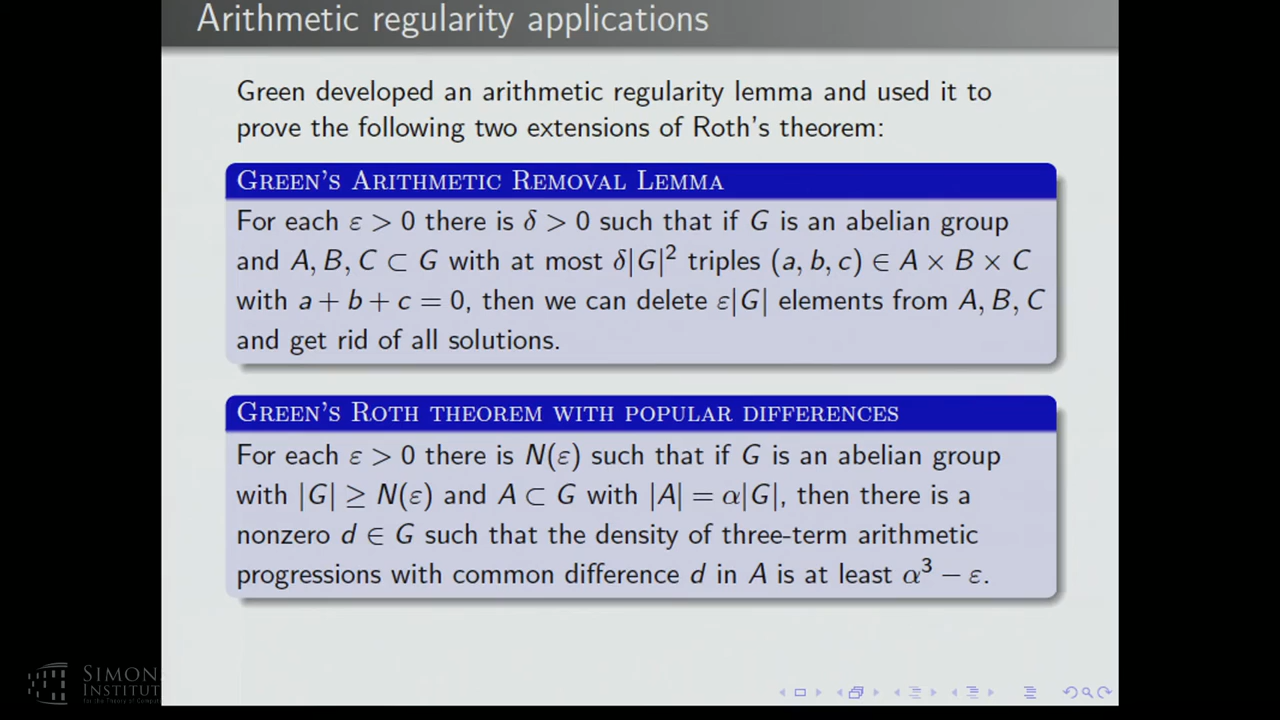 Arithmetic regularity applications
Green developed an arithmetic regularity lemma and used it to
prove the following two extensions of Roth's theorem:
Green's Arithmetic Removal Lemma
For each ε > 0 there is δ > 0 such that if G is an abelian group
and A, B, C ⊂ G with at most δ|G|² triples (a, b, c) ∈ A × B × C
with a + b + c = 0, then we can delete ε|G| elements from A, B, C
and get rid of all solutions.
Green's Roth theorem with popular differences
For each ε > 0 there is N(ε) such that if G is an abelian group
with |G| ≥ N(ε) and A ⊂ G with |A| = α|G|, then there is a
nonzero d ∈ G such that the density of three-term arithmetic
progressions with common difference d in A is at least α³ − ε.
Simon
Institut